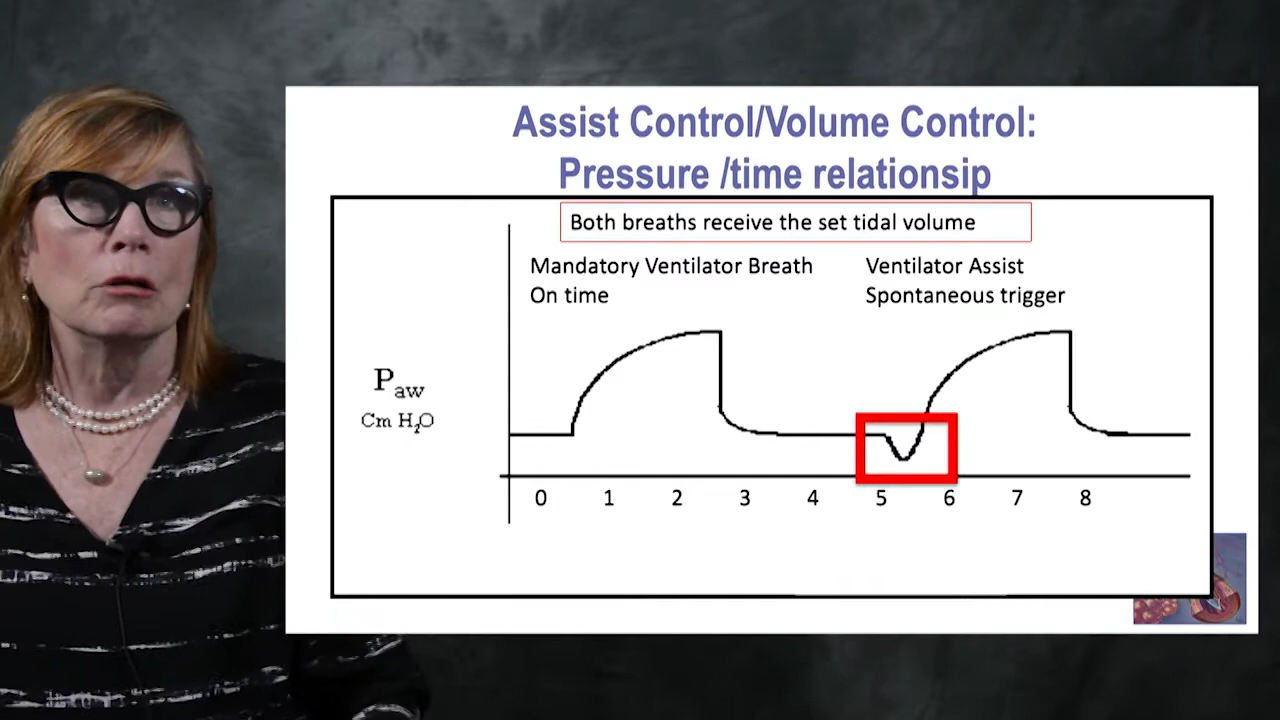 Assist Control/Volume Control:
Pressure /time relationsip
Both breaths receive the set tidal volume
Mandatory Ventilator Breath
On time
Ventilator Assist
Spontaneous trigger
Paw
Cm H2O
0 1 2 3 4 5 6 7 8